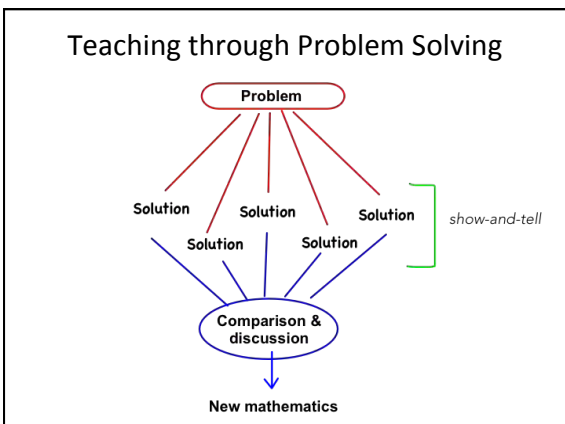 Teaching through Problem Solving
Problem
Solution
Solution
Solution
Solution
Solution
show-and-tell
Comparison &
discussion
New mathematics